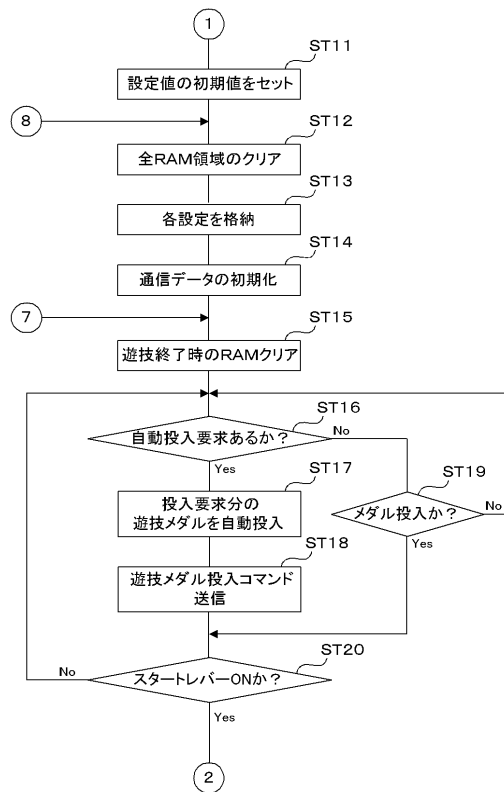 1
ST11
設定値の初期値をセット
8
ST12
全RAM領域のクリア
ST13
各設定を格納
ST14
通信データの初期化
7
ST15
遊技終了時のRAMクリア
ST16
自動投入要求あるか？
No
Yes
ST17
投入要求分の
遊技メダルを自動投入
ST19
メダル投入か？
No
Yes
ST18
遊技メダル投入コマンド
送信
ST20
スタートレバーONか？
No
Yes
2